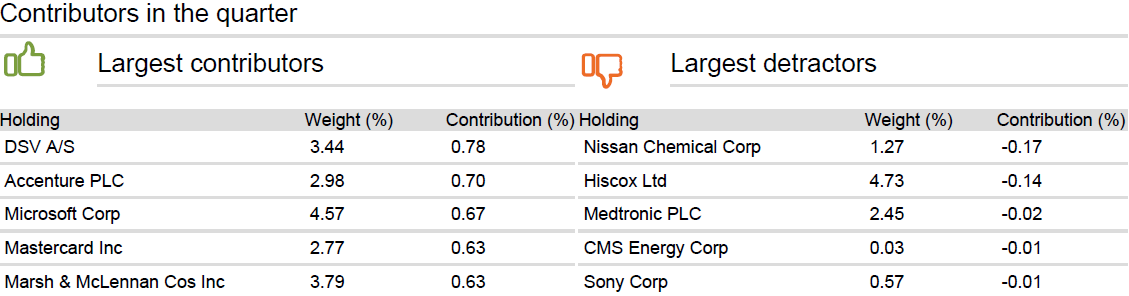 Contributors in the quarter
Largest contributors Largest detractors
Holding Weight (%) Contribution (%) Holding Weight (%) Contribution (%)
DSV A/S 3.44 0.78 Nissan Chemical Corp 1.27 -0.17
Accenture PLC 2.98 0.70 Hiscox Ltd 4.73 -0.14
Microsoft Corp 4.57 0.67 Medtronic PLC 2.45 -0.02
Mastercard Inc 2.77 0.63 CMS Energy Corp 0.03 -0.01
Marsh & McLennan Cos Inc 3.79 0.63 Sony Corp 0.57 -0.01